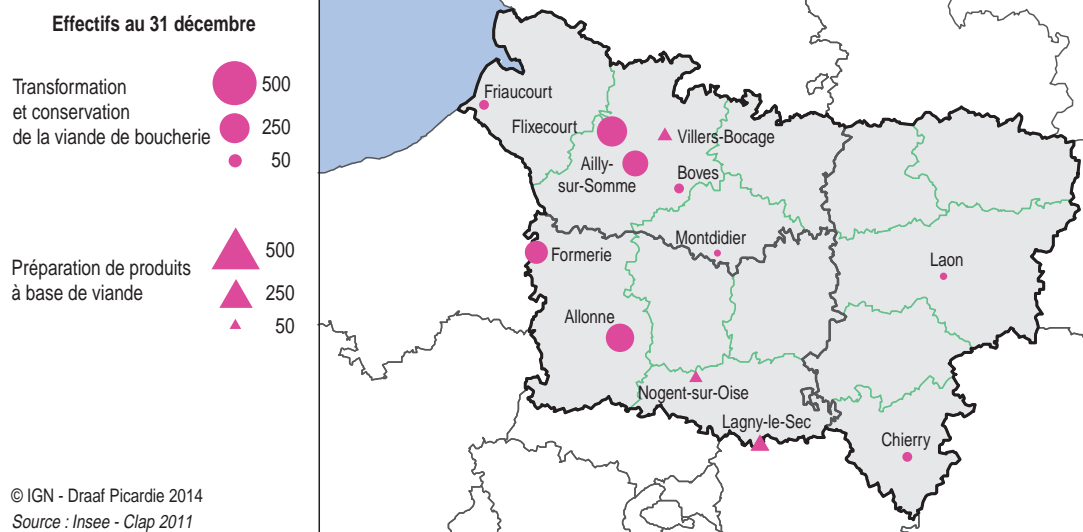 Effectifs au 31 décembre
Transformation
et conservation
de la viande de boucherie
500
250
50
Préparation de produits
à base de viande
500
250
50
© IGN - Draaf Picardie 2014
Source : Insee - Clap 2011
Friaucourt
Flixecourt
Villers-Bocage
Ailly-
sur-Somme
Boves
Montdidier
Formerie
Laon
Allonne
Nogent-sur-Oise
Lagny-le-Sec
Chierry